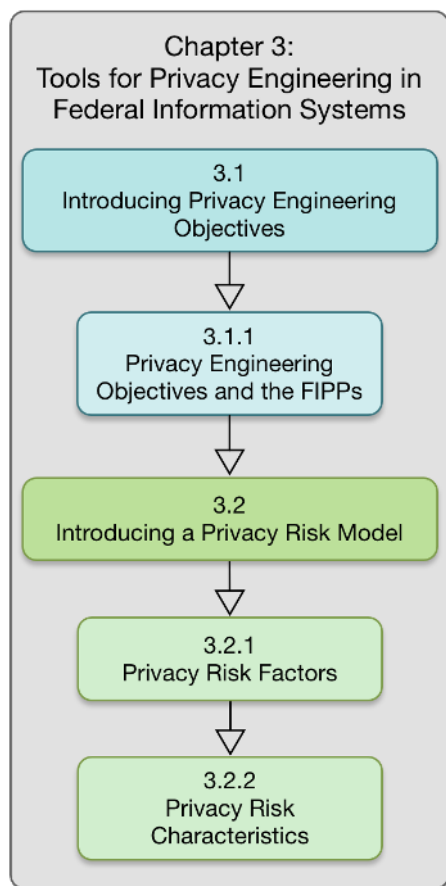 Chapter 3:
Tools for Privacy Engineering in
Federal Information Systems
3.1
Introducing Privacy Engineering
Objectives
3.1.1
Privacy Engineering
Objectives and the FIPPs
3.2
Introducing a Privacy Risk Model
3.2.1
Privacy Risk Factors
3.2.2
Privacy Risk
Characteristics